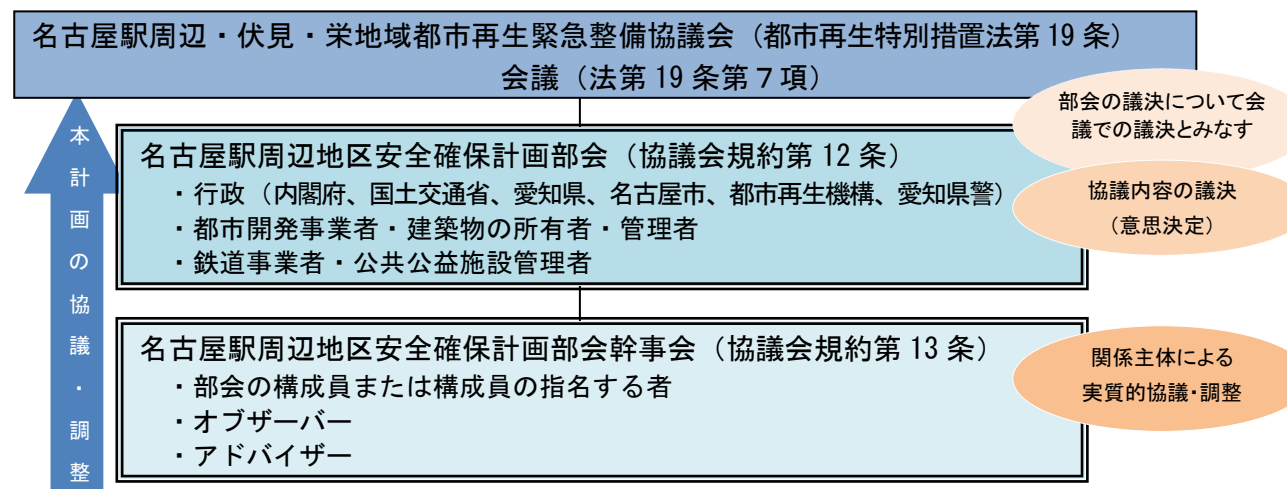 名古屋駅周辺・伏見・栄地域都市再生緊急整備協議会（都市再生特別措置法第19条）
会議（法第19条第７項）
部会の議決について会
議での議決とみなす
名古屋駅周辺地区安全確保計画部会（協議会規約第12条）
・行政（内閣府、国土交通省、愛知県、名古屋市、都市再生機構、愛知県警）
・都市開発事業者・建築物の所有者・管理者
・鉄道事業者・公共公益施設管理者
協議内容の議決
（意思決定）
名古屋駅周辺地区安全確保計画部会幹事会（協議会規約第13条）
・部会の構成員または構成員の指名する者
・オブザーバー
・アドバイザー
関係主体による
実質的協議・調整
本計画の協議・調整